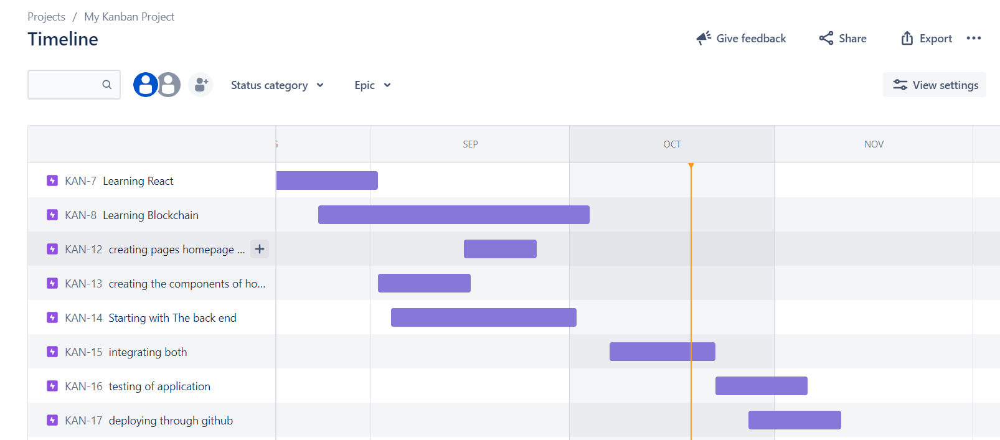 Projects / My Kanban Project
Timeline
Give feedback Share Export
Status category Epic View settings
SEP OCT NOV
KAN-7 Learning React
KAN-8 Learning Blockchain
KAN-12 creating pages homepage ...
KAN-13 creating the components of ho...
KAN-14 Starting with The back end
KAN-15 integrating both
KAN-16 testing of application
KAN-17 deploying through github